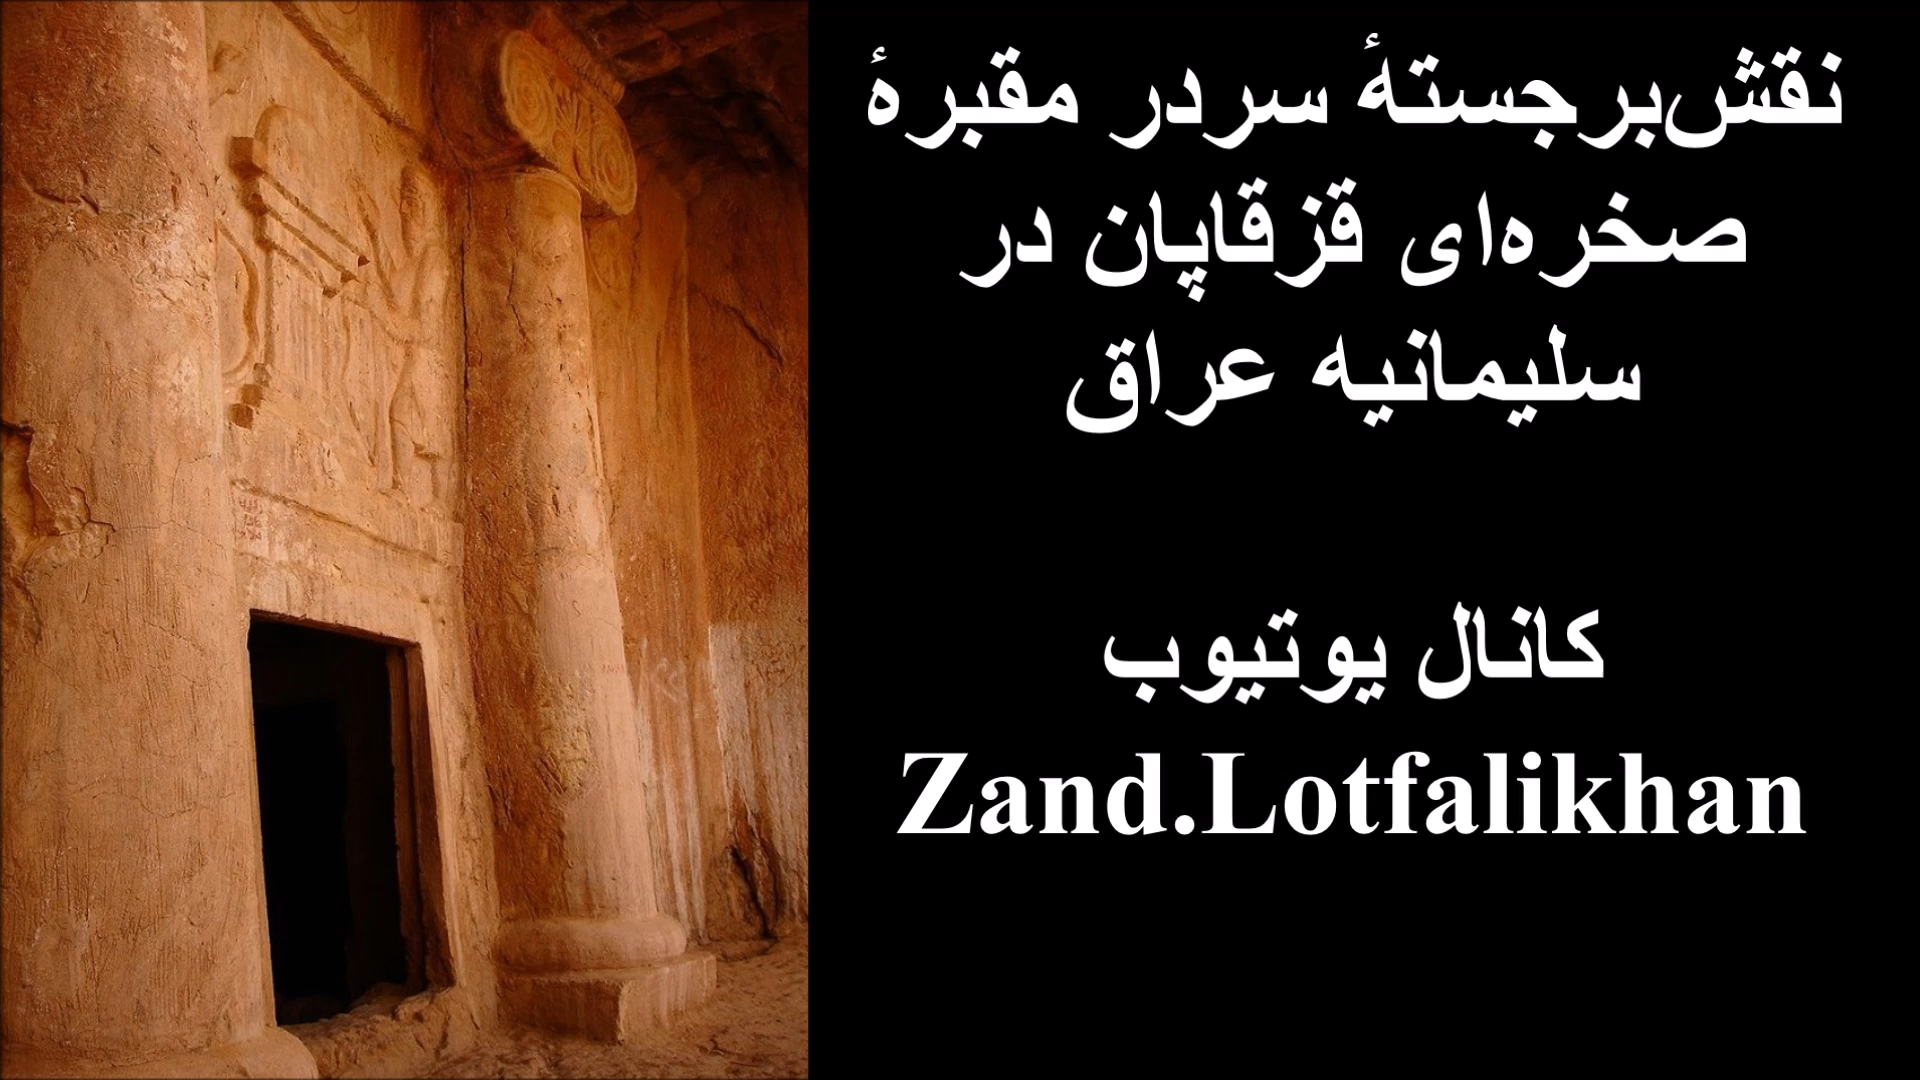 نقش‌برجستهٔ سردر مقبرهٔ
صخره‌ای قزقاپان در
سلیمانیه عراق
کانال یوتیوب
Zand.Lotfalikhan